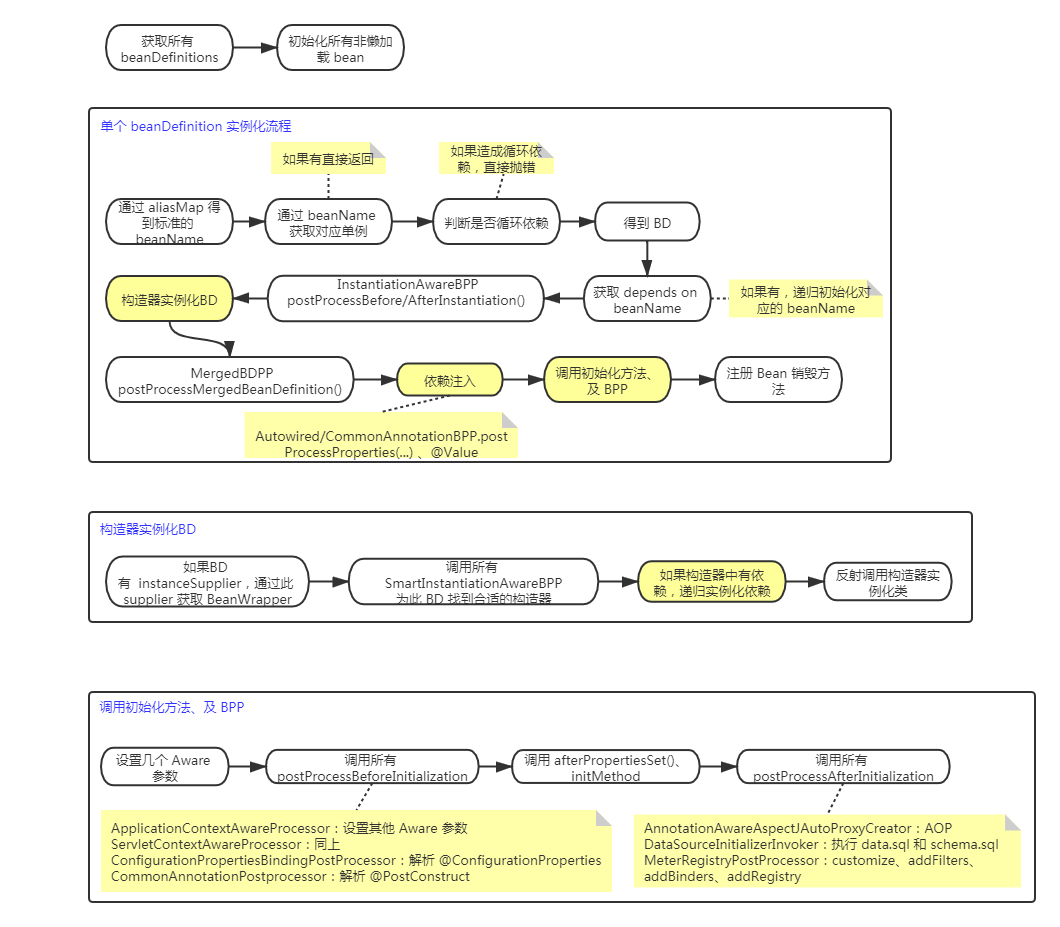 获取所有
beanDefinitions
初始化所有非懒加
载 bean
单个 beanDefinition 实例化流程
如果有直接返回
如果造成循环依
赖，直接抛错
通过 aliasMap 得
到标准的
beanName
通过 beanName
获取对应单例
判断是否循环依赖
得到 BD
构造器实例化BD
InstantiationAwareBPP
postProcessBefore/AfterInstantiation()
获取 depends on
beanName
如果有，递归初始化对
应的 beanName
MergedBDPP
postProcessMergedBeanDefinition()
依赖注入
调用初始化方法、
及 BPP
注册 Bean 销毁方
法
Autowired/CommonAnnotationBPP.post
ProcessProperties(...) 、@Value
构造器实例化BD
如果BD
有 instanceSupplier，通过此
supplier 获取 BeanWrapper
调用所有
SmartInstantiationAwareBPP
为此 BD 找到合适的构造器
如果构造器中有依
赖，递归实例化依赖
反射调用构造器实
例化类
调用初始化方法、及 BPP
设置几个 Aware
参数
调用所有
postProcessBeforeInitialization
调用 afterPropertiesSet()、
initMethod
调用所有
postProcessAfterInitialization
ApplicationContextAwareProcessor：设置其他 Aware 参数
ServletContextAwareProcessor：同上
ConfigurationPropertiesBindingPostProcessor：解析 @ConfigurationProperties
CommonAnnotationPostprocessor：解析 @PostConstruct
AnnotationAwareAspectJAutoProxyCreator：AOP
DataSourceInitializerInvoker：执行 data.sql 和 schema.sql
MeterRegistryPostProcessor：customize、addFilters、
addBinders、addRegistry